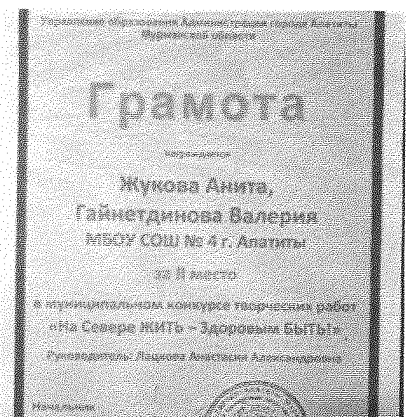 Управление образования Администрации города Апатиты
Мурманской области
Грамота
награждаются
Жукова Анита,
Гайнетдинова Валерия
МБОУ СОШ № 4 г. Апатиты
за II место
в муниципальном конкурсе творческих работ
«На Севере ЖИТЬ – Здоровым БЫТЬ!»
Руководитель: Лацкова Анастасия Александровна
Начальник